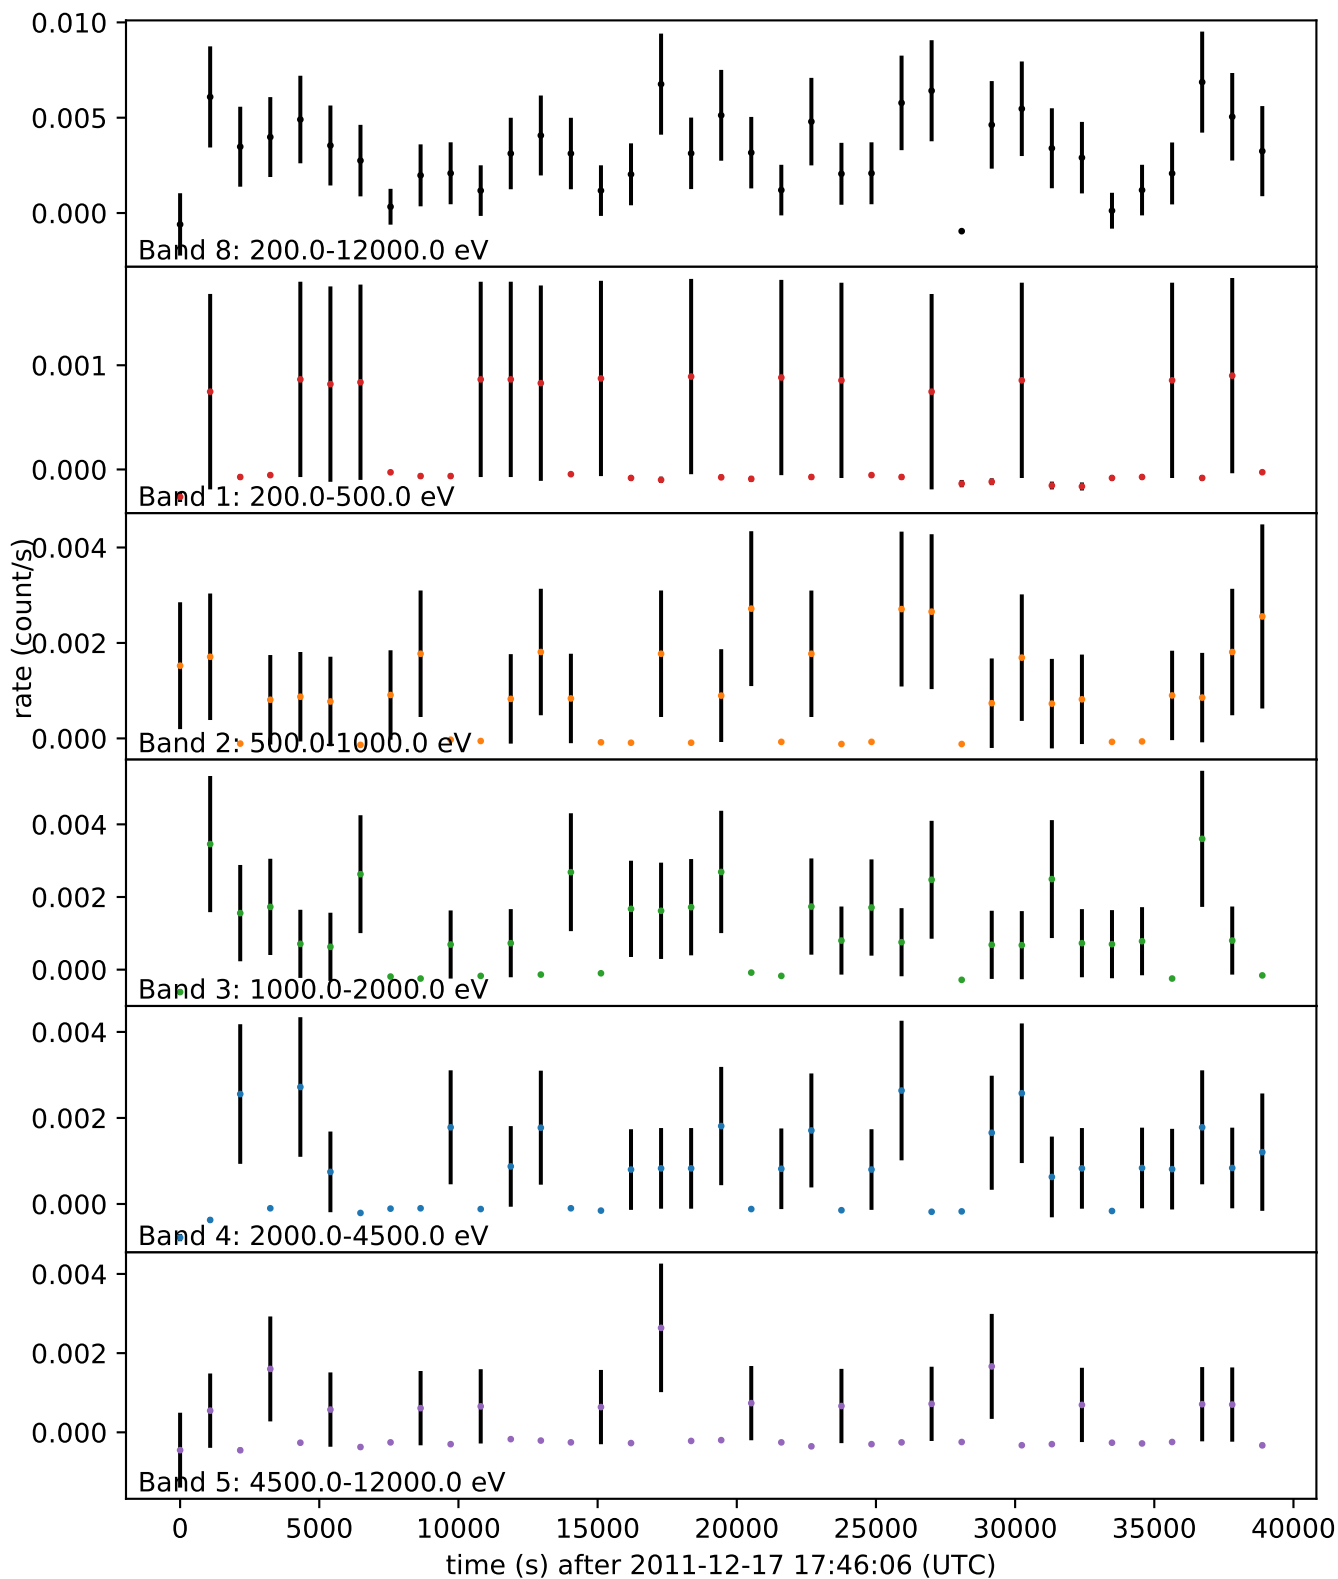 0.010
0.005
0.000
Band 8: 200.0-12000.0 eV
0.001
0.000
Band 1: 200.0-500.0 eV
rate (count/s)
0.004
0.002
0.000
Band 2: 500.0-1000.0 eV
0.004
0.002
0.000
Band 3: 1000.0-2000.0 eV
0.004
0.002
0.000
Band 4: 2000.0-4500.0 eV
0.004
0.002
0.000
Band 5: 4500.0-12000.0 eV
0 5000 10000 15000 20000 25000 30000 35000 40000
time (s) after 2011-12-17 17:46:06 (UTC)